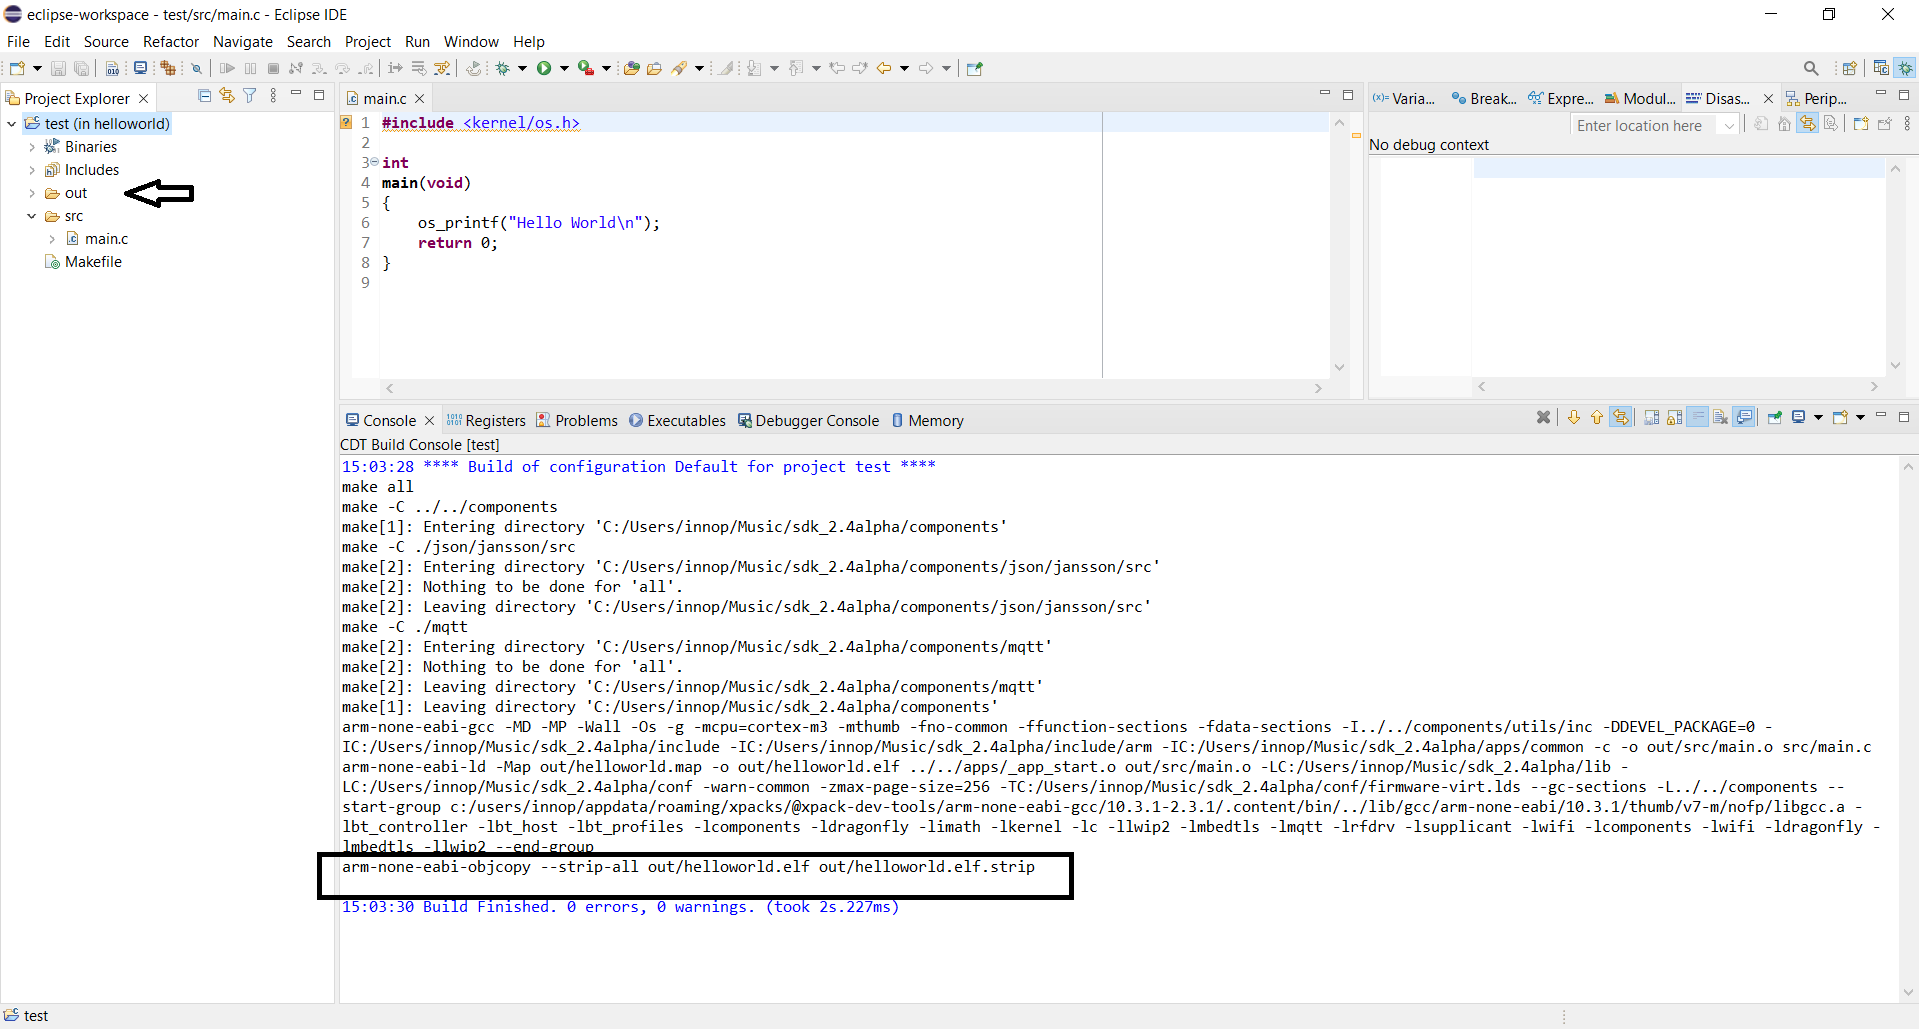 eclipse-workspace - test/src/main.c - Eclipse IDE
File Edit Source Refactor Navigate Search Project Run Window Help
Project Explorer
test (in helloworld)
Binaries
Includes
out
src
main.c
Makefile
main.c
1 #include <kernel/os.h>
2
3 int
4 main(void)
5 {
6 os_printf("Hello World\n");
7 return 0;
8 }
9
(x)= Varia... Break... Expre... Modul... Disas... Perip...
Enter location here
No debug context
Console Registers Problems Executables Debugger Console Memory
CDT Build Console [test]
15:03:28 **** Build of configuration Default for project test ****
make all
make -C ../../components
make[1]: Entering directory 'C:/Users/innop/Music/sdk_2.4alpha/components'
make -C ./json/jansson/src
make[2]: Entering directory 'C:/Users/innop/Music/sdk_2.4alpha/components/json/jansson/src'
make[2]: Nothing to be done for 'all'.
make[2]: Leaving directory 'C:/Users/innop/Music/sdk_2.4alpha/components/json/jansson/src'
make -C ./mqtt
make[2]: Entering directory 'C:/Users/innop/Music/sdk_2.4alpha/components/mqtt'
make[2]: Nothing to be done for 'all'.
make[2]: Leaving directory 'C:/Users/innop/Music/sdk_2.4alpha/components/mqtt'
make[1]: Leaving directory 'C:/Users/innop/Music/sdk_2.4alpha/components'
arm-none-eabi-gcc -MD -MP -Wall -Os -g -mcpu=cortex-m3 -mthumb -fno-common -ffunction-sections -fdata-sections -I../../components/utils/inc -DDEVEL_PACKAGE=0 -
IC:/Users/innop/Music/sdk_2.4alpha/include -IC:/Users/innop/Music/sdk_2.4alpha/include/arm -IC:/Users/innop/Music/sdk_2.4alpha/apps/common -c -o out/src/main.o src/main.c
arm-none-eabi-ld -Map out/helloworld.map -o out/helloworld.elf ../../apps/_app_start.o out/src/main.o -LC:/Users/innop/Music/sdk_2.4alpha/lib -
LC:/Users/innop/Music/sdk_2.4alpha/conf -warn-common -zmax-page-size=256 -TC:/Users/innop/Music/sdk_2.4alpha/conf/firmware-virt.lds --gc-sections -L../../components --
start-group c:/users/innop/appdata/roaming/xpacks/@xpack-dev-tools/arm-none-eabi-gcc/10.3.1-2.3.1/.content/bin/../lib/gcc/arm-none-eabi/10.3.1/thumb/v7-m/nofp/libgcc.a -
lbt_controller -lbt_host -lbt_profiles -lcomponents -ldragonfly -limath -lkernel -lc -llwip2 -lmbedtls -lmqtt -lrfdrv -lsupplicant -lwifi -lcomponents -lwifi -ldragonfly -
lmbedtls -llwip2 --end-group
arm-none-eabi-objcopy --strip-all out/helloworld.elf out/helloworld.elf.strip
15:03:30 Build Finished. 0 errors, 0 warnings. (took 2s.227ms)
test